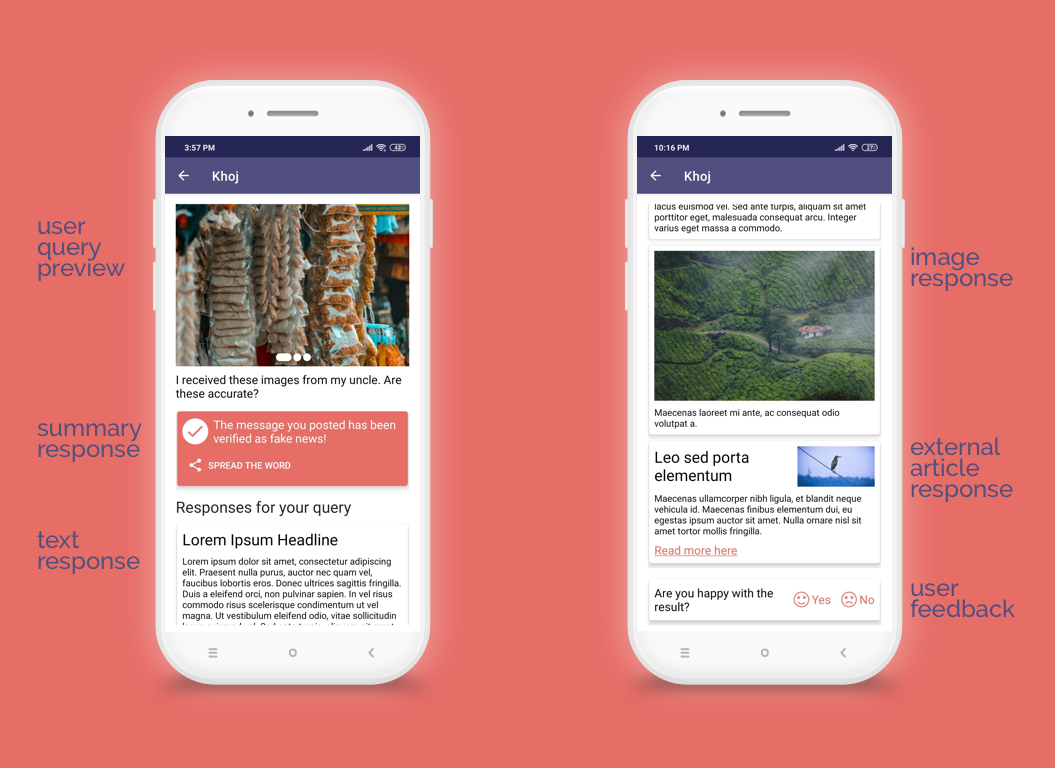 user
query
preview
summary
response
text
response
3:57 PM
43
Khoj
I received these images from my uncle. Are
these accurate?
The message you posted has been
verified as fake news!
SPREAD THE WORD
Responses for your query
Lorem Ipsum Headline
Lorem ipsum dolor sit amet, consectetur adipiscing
elit. Praesent nulla purus, auctor nec quam vel,
faucibus lobortis eros. Donec ultrices sagittis fringilla.
Duis a eleifend orci, non pulvinar sapien. In vel risus
commodo risus scelerisque condimentum ut vel
magna. Ut vestibulum eleifend odio, vitae sollicitudin
10:16 PM
27
Khoj
lacus euismod vel. Sed ante turpis, aliquam sit amet
porttitor eget, malesuada consequat arcu. Integer
varius eget massa a commodo.
Maecenas laoreet mi ante, ac consequat odio
volutpat a.
Leo sed porta
elementum
Maecenas ullamcorper nibh ligula, et blandit neque
vehicula id. Maecenas finibus elementum dui, eu
egestas ipsum auctor sit amet. Nulla ornare nisl sit
amet tortor mollis fringilla.
Read more here
Are you happy with the
result?
Yes
No
image
response
external
article
response
user
feedback